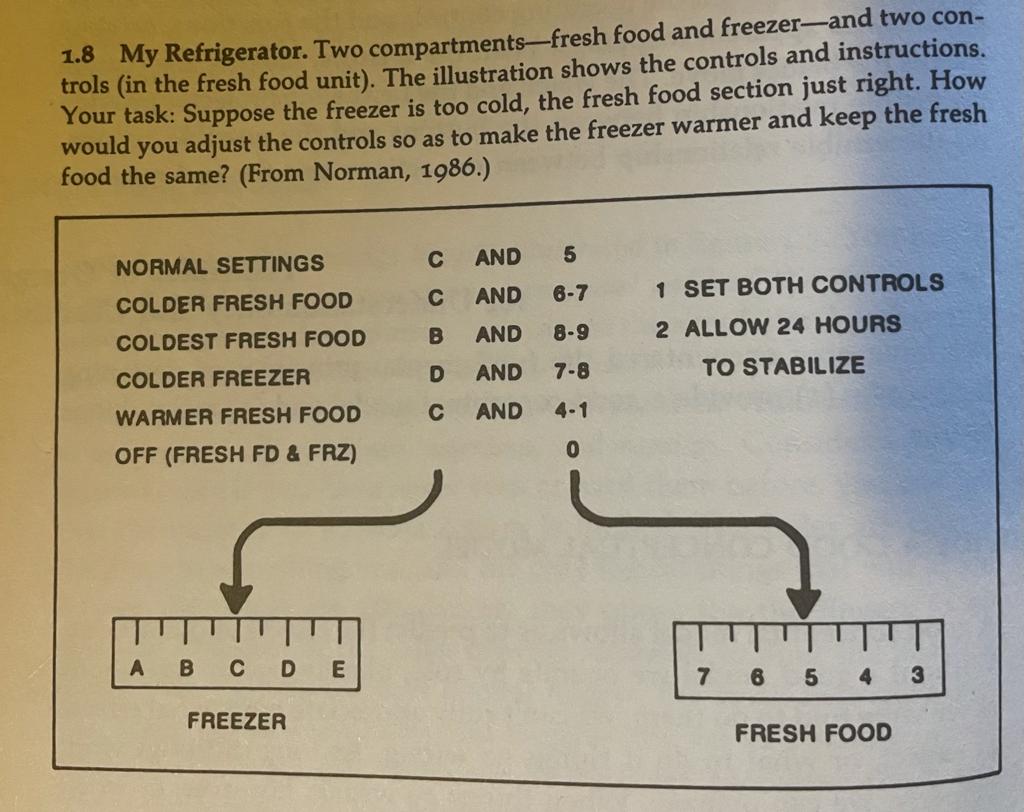 1.8 My Refrigerator. Two compartments—fresh food and freezer—and two con-
trols (in the fresh food unit). The illustration shows the controls and instructions.
Your task: Suppose the freezer is too cold, the fresh food section just right. How
would you adjust the controls so as to make the freezer warmer and keep the fresh
food the same? (From Norman, 1986.)
NORMAL SETTINGS C AND 5
COLDER FRESH FOOD C AND 6-7
COLDEST FRESH FOOD B AND 8-9
COLDER FREEZER D AND 7-8
WARMER FRESH FOOD C AND 4-1
OFF (FRESH FD & FRZ) 0
1 SET BOTH CONTROLS
2 ALLOW 24 HOURS
TO STABILIZE
A B C D E
FREEZER
7 6 5 4 3
FRESH FOOD